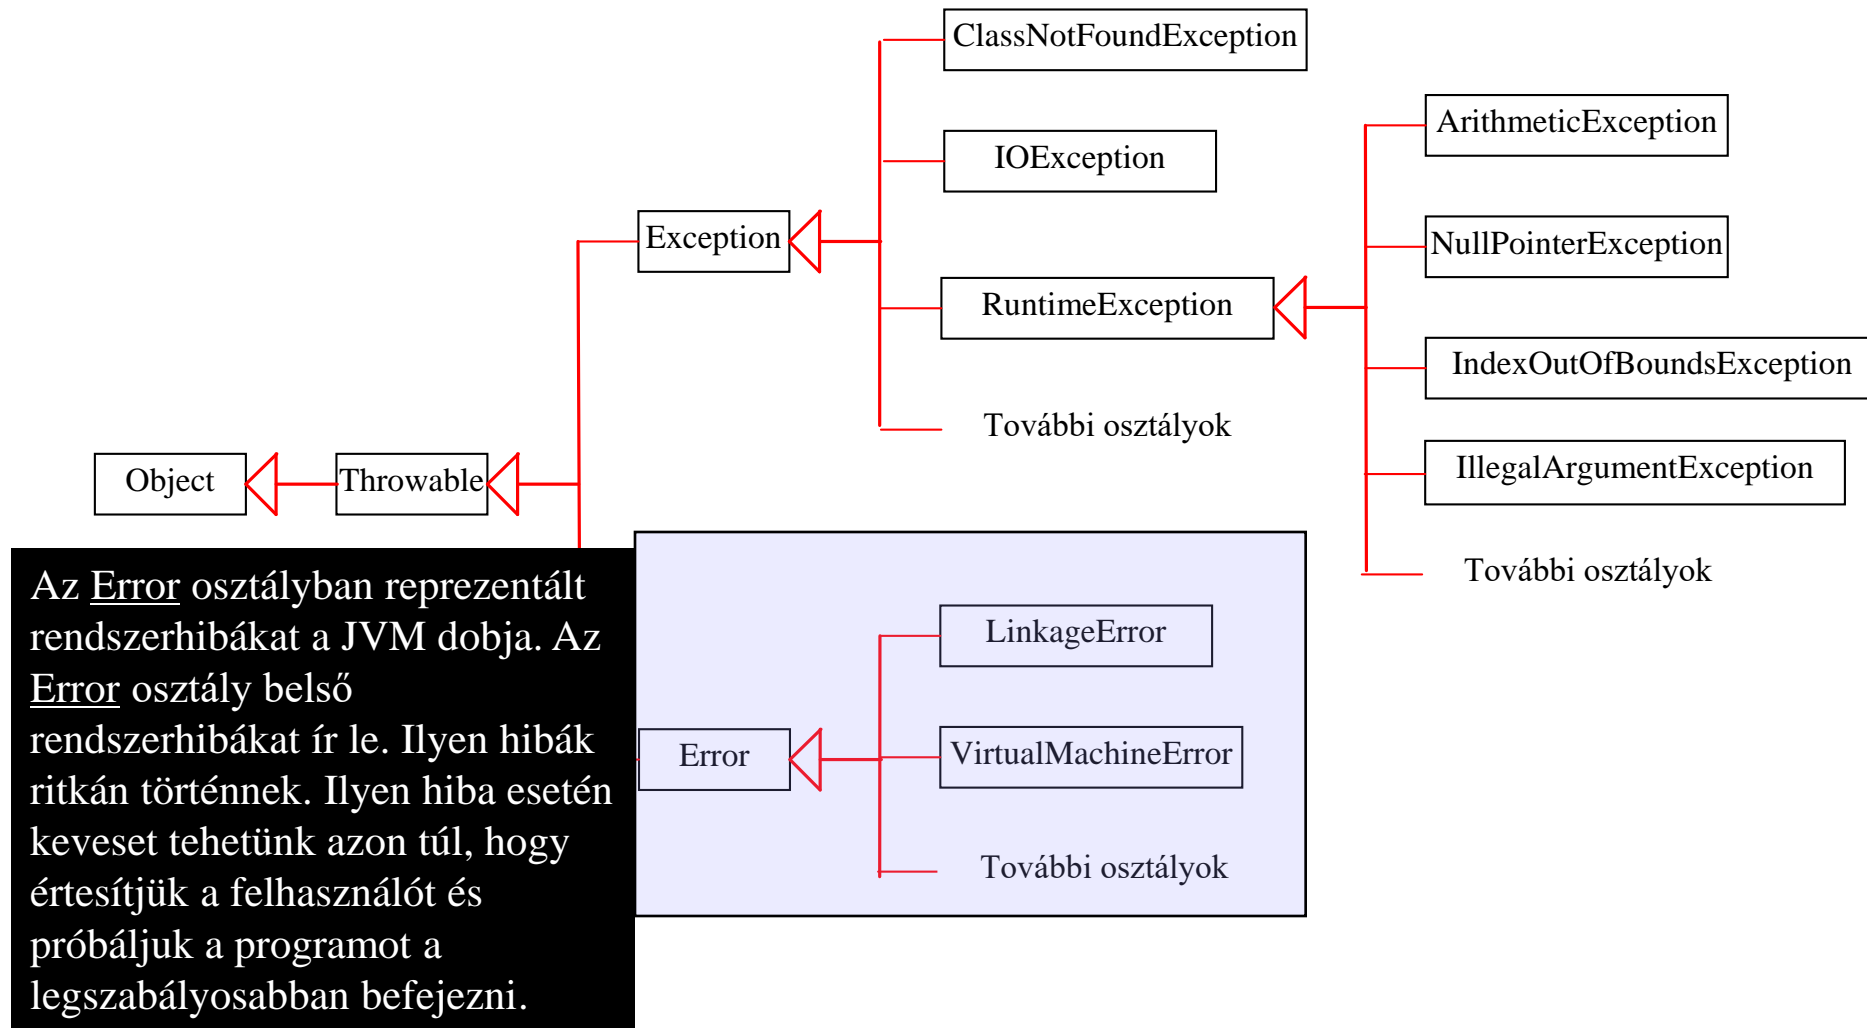 ClassNotFoundException
IOException
Exception
RuntimeException
További osztályok
ArithmeticException
NullPointerException
IndexOutOfBoundsException
IllegalArgumentException
További osztályok
Object
Throwable
Az Error osztályban reprezentált
rendszerhibákat a JVM dobja. Az
Error osztály belső
rendszerhibákat ír le. Ilyen hibák
ritkán történnek. Ilyen hiba esetén
keveset tehetünk azon túl, hogy
értesítjük a felhasználót és
próbáljuk a programot a
legszabályosabban befejezni.
LinkageError
Error
VirtualMachineError
További osztályok